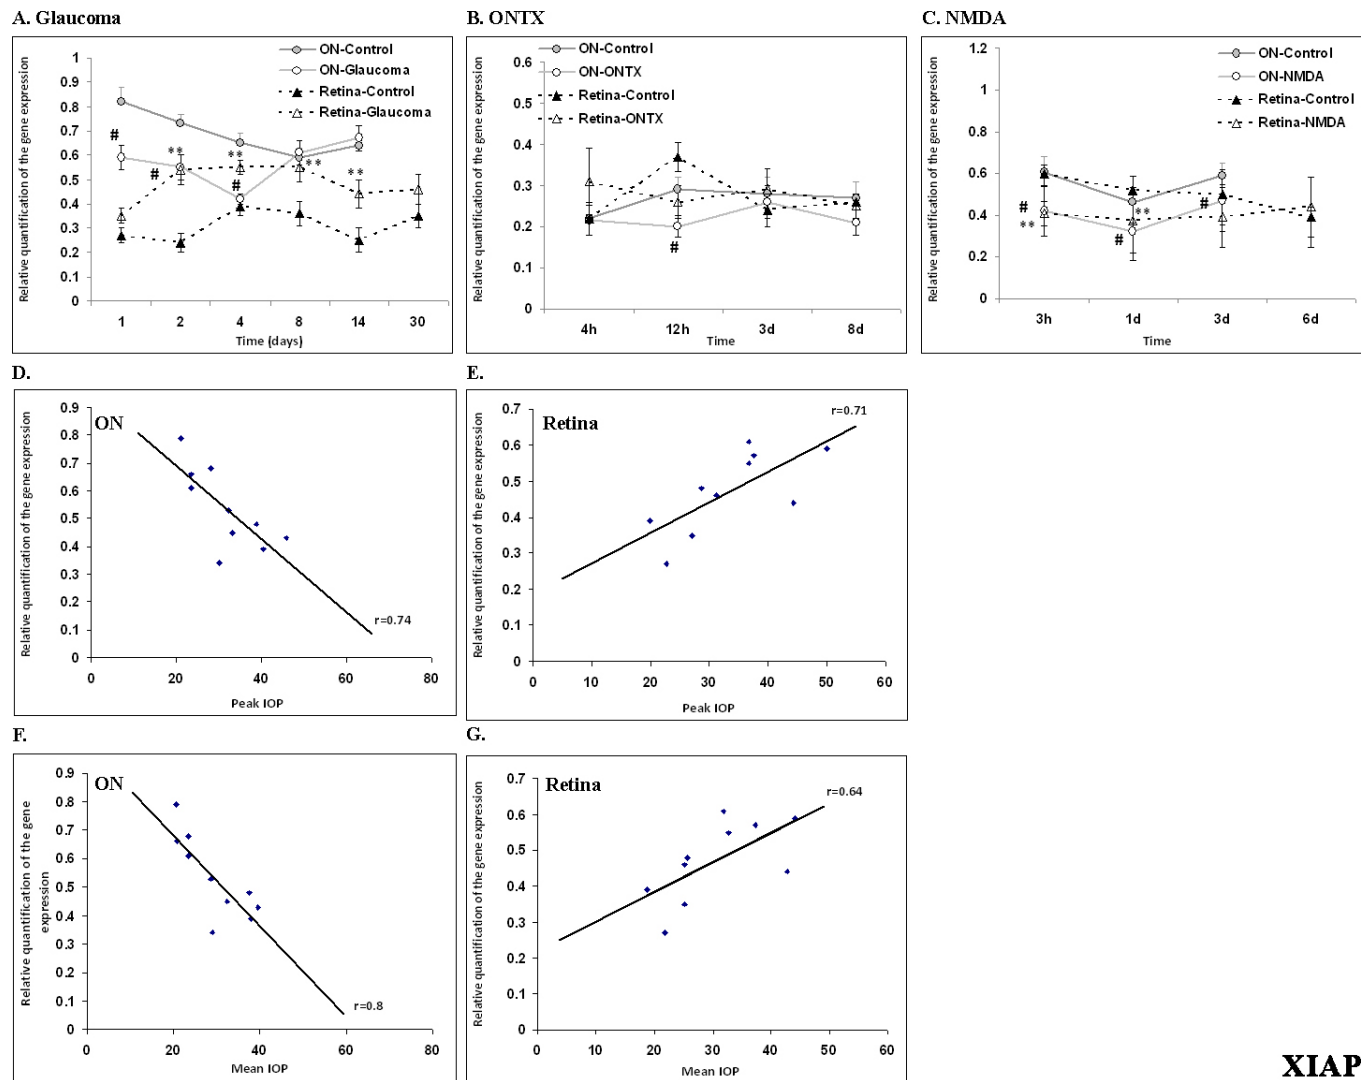 A. Glaucoma
B. ONTX
C. NMDA
Relative quantification of the gene expression
1
0.9
0.8
0.7
0.6
0.5
0.4
0.3
0.2
0.1
0
ON-Control
ON-Glaucoma
Retina-Control
Retina-Glaucoma
#
**
#
**
#
**
**
1 2 4 8 14 30
Time (days)
Relative quantification of the gene expression
0.6
0.5
0.4
0.3
0.2
0.1
0
ON-Control
ON-ONTX
Retina-Control
Retina-ONTX
#
4h 12h 3d 8d
Time
Relative quantification of the gene expression
1.2
1
0.8
0.6
0.4
0.2
0
ON-Control
ON-NMDA
Retina-Control
Retina-NMDA
#
**
**
#
#
3h 1d 3d 6d
Time
D.
Relative quantification of the gene expression
ON
0.9
0.8
0.7
0.6
0.5
0.4
0.3
0.2
0.1
0
r=0.74
0 20 40 60 80
Peak IOP
E.
Relative quantification of the gene expression
Retina
0.7
0.6
0.5
0.4
0.3
0.2
0.1
0
r=0.71
0 10 20 30 40 50 60
Peak IOP
F.
Relative quantification of the gene
expression
ON
0.9
0.8
0.7
0.6
0.5
0.4
0.3
0.2
0.1
0
r=0.8
0 20 40 60 80
Mean IOP
G.
Relative quantification of the gene expression
Retina
0.7
0.6
0.5
0.4
0.3
0.2
0.1
0
r=0.64
0 10 20 30 40 50 60
Mean IOP
XIAP